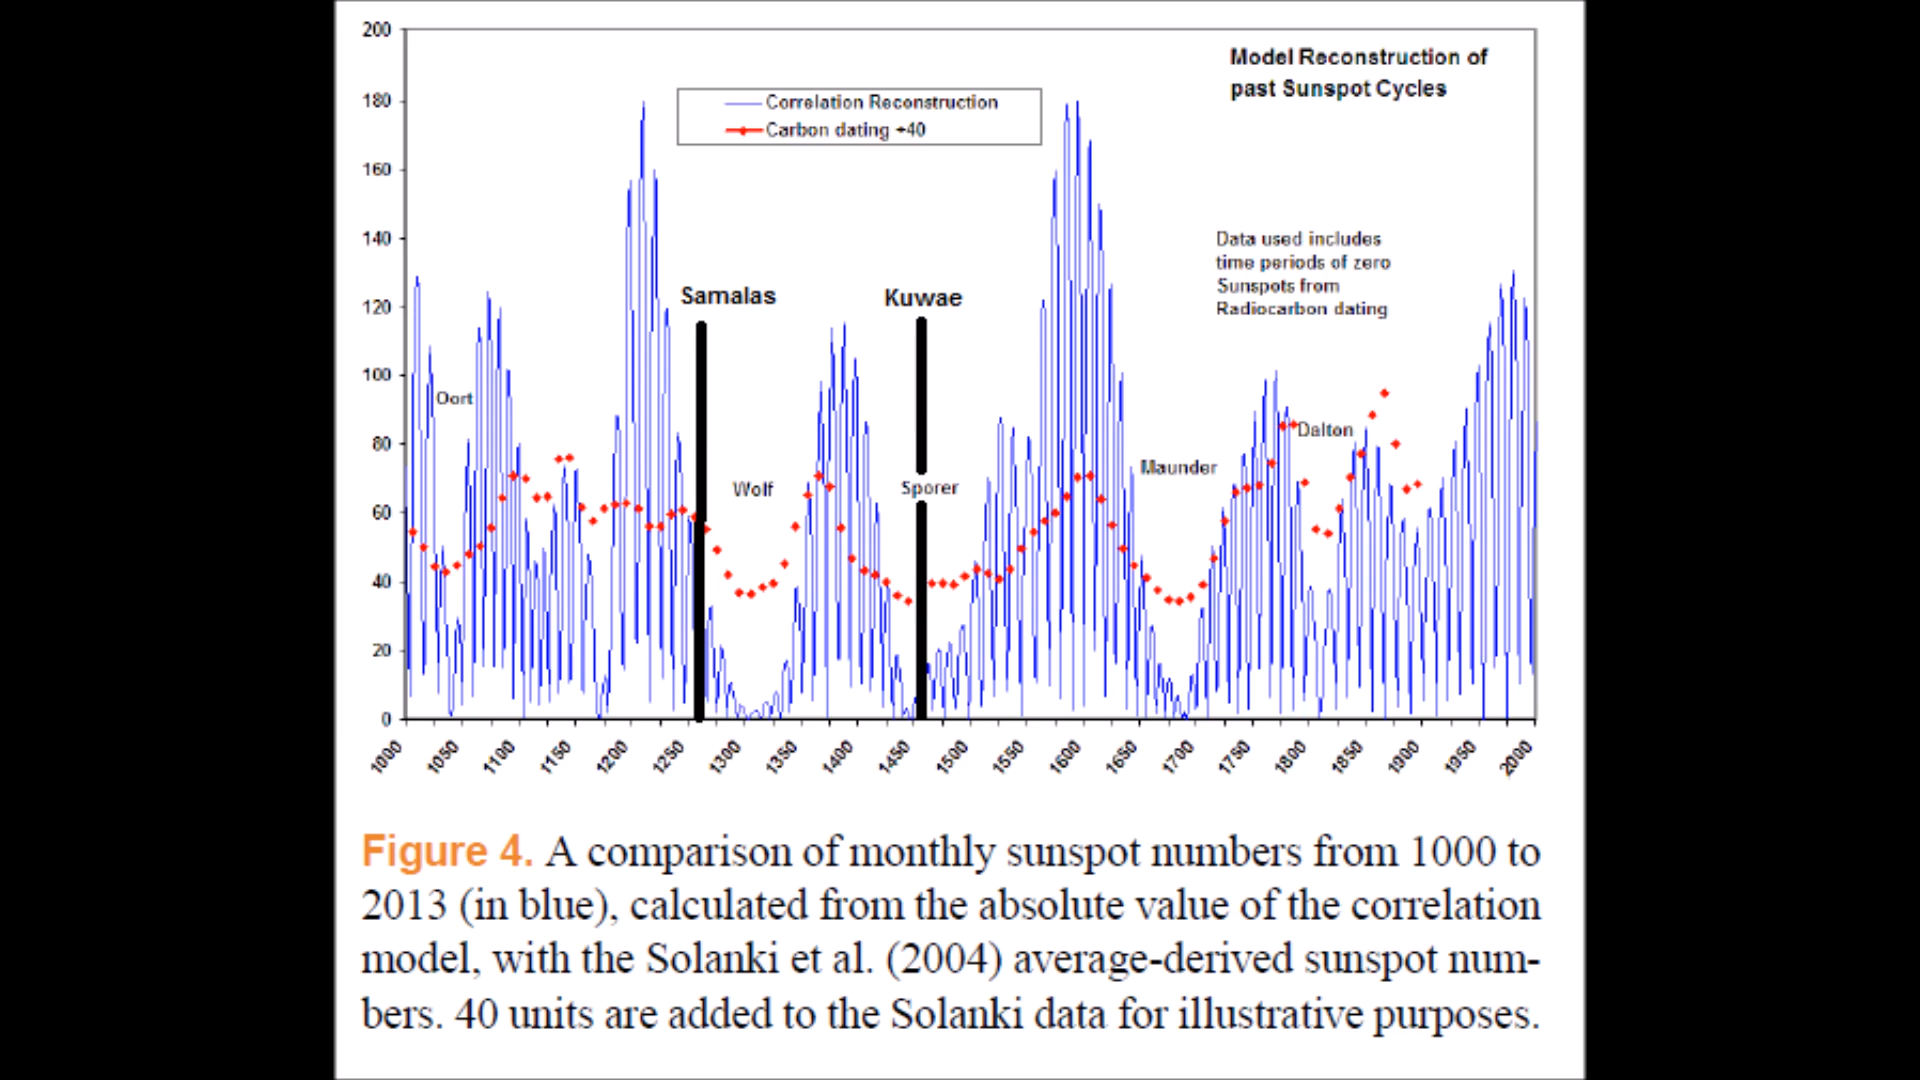 200
Model Reconstruction of
past Sunspot Cycles
180
Correlation Reconstruction
Carbon dating +40
160
140
Data used includes
time periods of zero
Sunspots from
Radiocarbon dating
120
Samalas
Kuwae
100
Oort
80
Dalton
Maunder
Wolf
Sporer
60
40
20
0
1000 1050 1100 1150 1200 1250 1300 1350 1400 1450 1500 1550 1600 1650 1700 1750 1800 1850 1900 1950 2000
Figure 4. A comparison of monthly sunspot numbers from 1000 to
2013 (in blue), calculated from the absolute value of the correlation
model, with the Solanki et al. (2004) average-derived sunspot num-
bers. 40 units are added to the Solanki data for illustrative purposes.